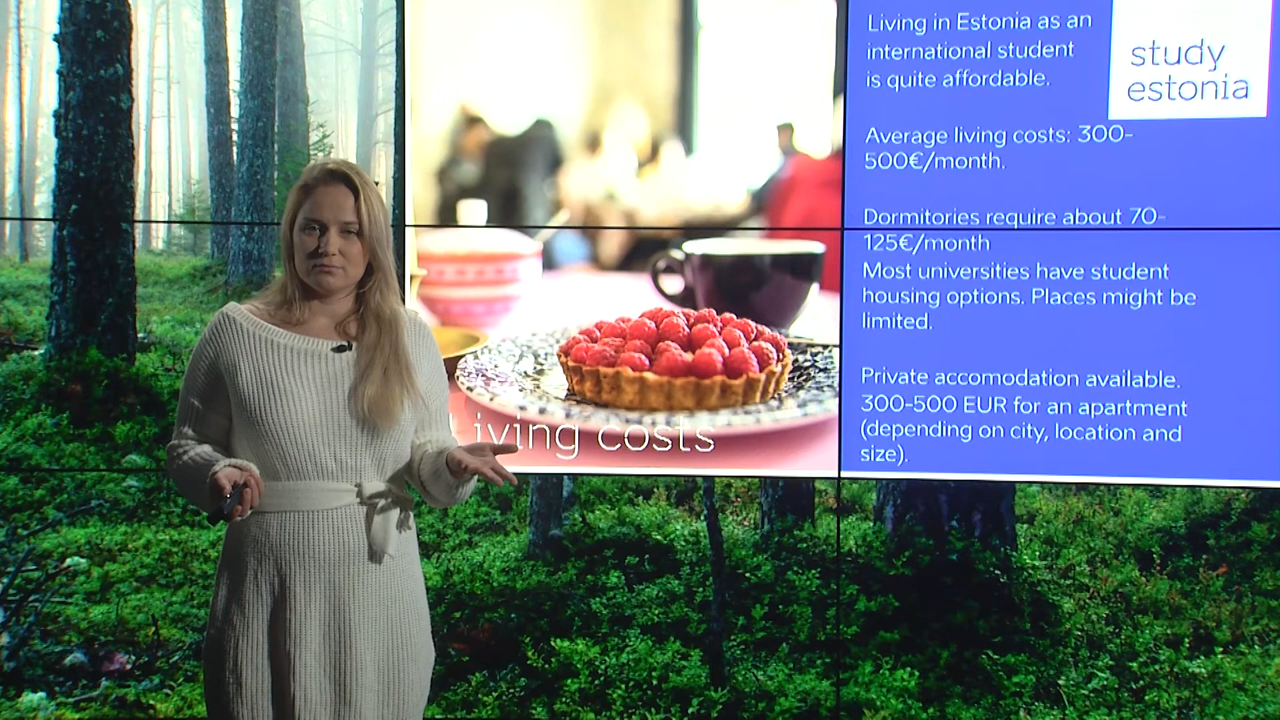 Living in Estonia as an
international student
is quite affordable.
study
estonia
Average living costs: 300-
500€/month.
Dormitories require about 70-
125€/month
Most universities have student
housing options. Places might be
limited.
Private accomodation available.
300-500 EUR for an apartment
(depending on city, location and
size).
Living costs